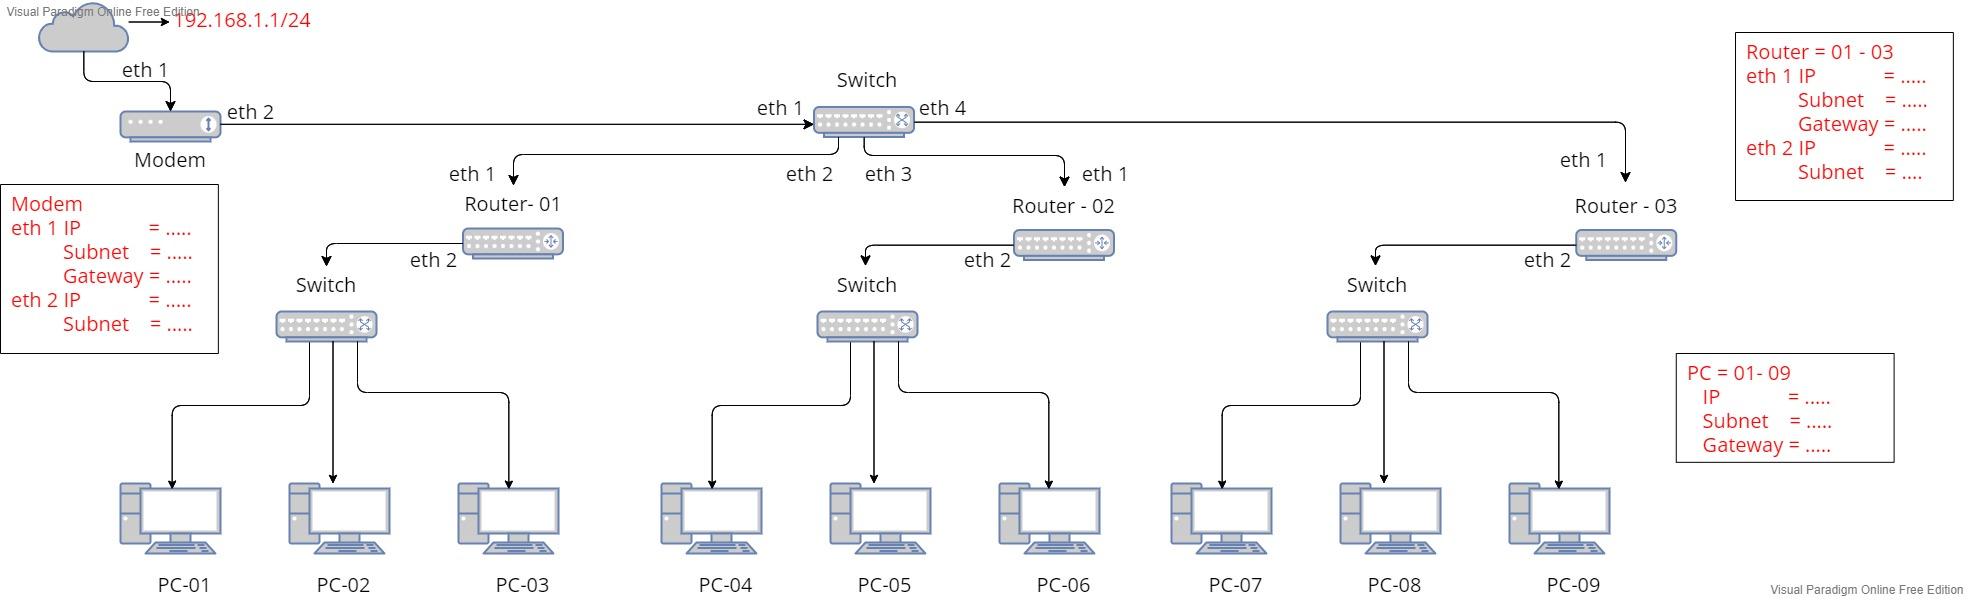 Visual Paradigm Online Free Edition
192.168.1.1/24
eth 1
eth 2
Modem
Switch
eth 1
eth 4
eth 2
eth 3
eth 1
eth 1
eth 1
Router- 01
Router - 02
Router - 03
eth 2
eth 2
eth 2
Switch
Switch
Switch
Modem
eth 1 IP = .....
Subnet = .....
Gateway = .....
eth 2 IP = .....
Subnet = .....
Router = 01 - 03
eth 1 IP = .....
Subnet = .....
Gateway = .....
eth 2 IP = .....
Subnet = ....
PC = 01- 09
IP = .....
Subnet = .....
Gateway = .....
PC-01
PC-02
PC-03
PC-04
PC-05
PC-06
PC-07
PC-08
PC-09
Visual Paradigm Online Free Edition